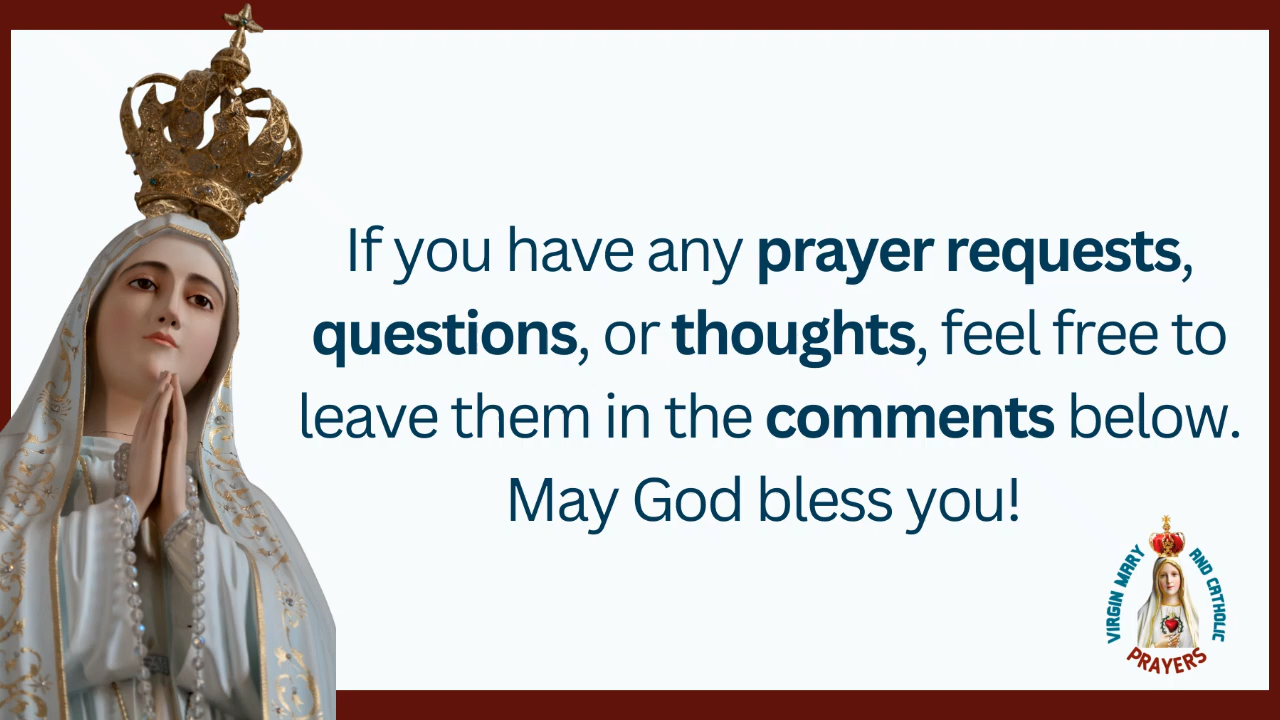 If you have any prayer requests,
questions, or thoughts, feel free to
leave them in the comments below.
May God bless you!
VIRGIN MARY
AND CATHOLIC
PRAYERS